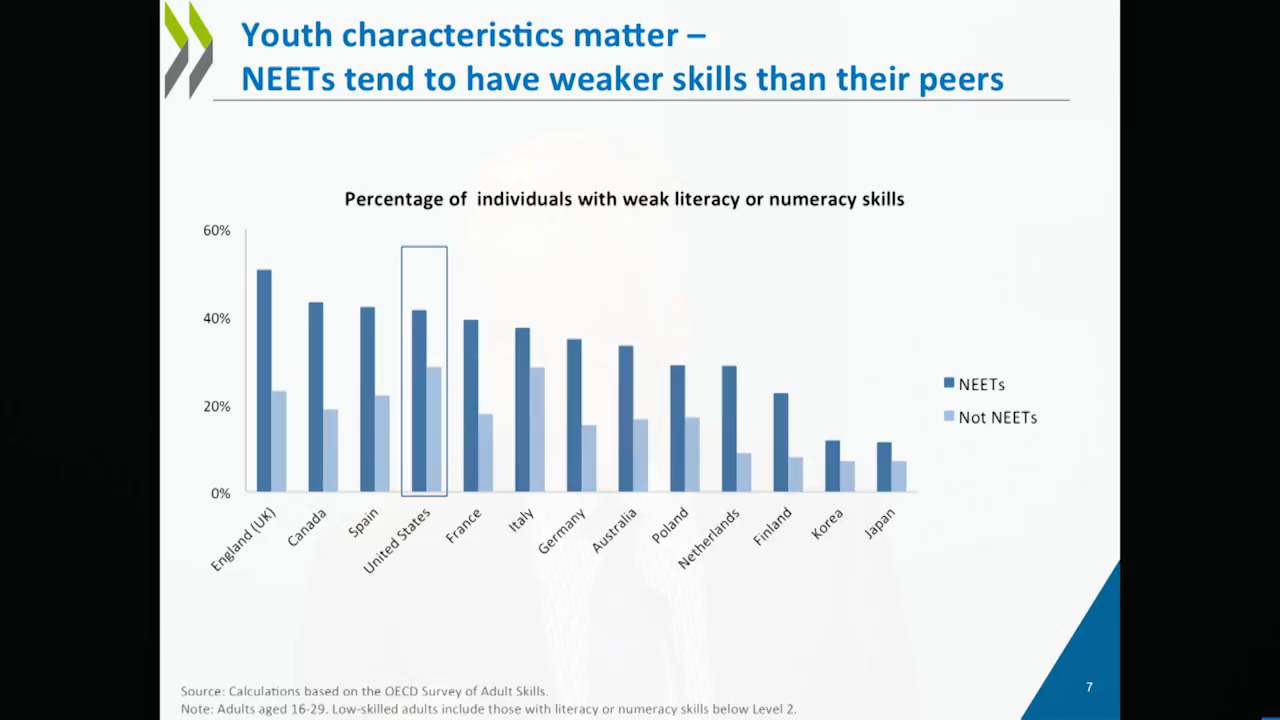 Youth characteristics matter –
NEETs tend to have weaker skills than their peers
Percentage of individuals with weak literacy or numeracy skills
60%
40%
20%
0%
England (UK)
Canada
Spain
United States
France
Italy
Germany
Australia
Poland
Netherlands
Finland
Korea
Japan
NEETs
Not NEETs
Source: Calculations based on the OECD Survey of Adult Skills.
Note: Adults aged 16-29. Low-skilled adults include those with literacy or numeracy skills below Level 2.
7